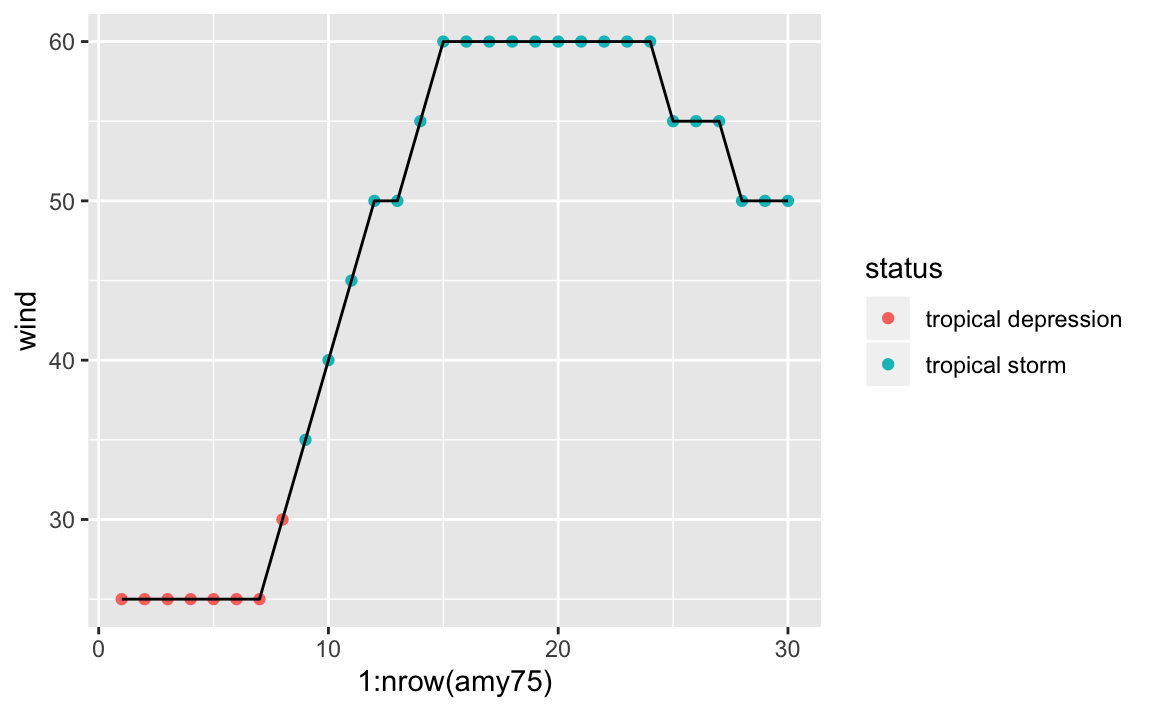 60
50
40
30
wind
0 10 20 30
1:nrow(amy75)
status
tropical depression
tropical storm